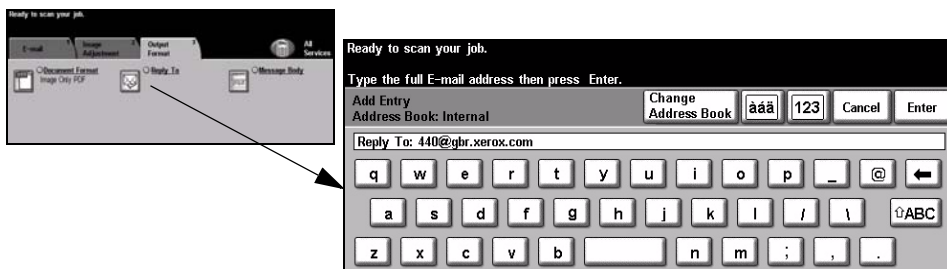 Ready to scan your job.
E-mail
Image Adjustment
Output Format
All Services
Document Format
Image Only PDF
Reply To
Message Body
Ready to scan your job.
Type the full E-mail address then press Enter.
Add Entry
Address Book: Internal
Change Address Book
àáä
123
Cancel
Enter
Reply To: 440@gbr.xerox.com
q w e r t y u i o p _ @ ←
a s d f g h j k l / \ ⇧ABC
z x c v b n m ; , .